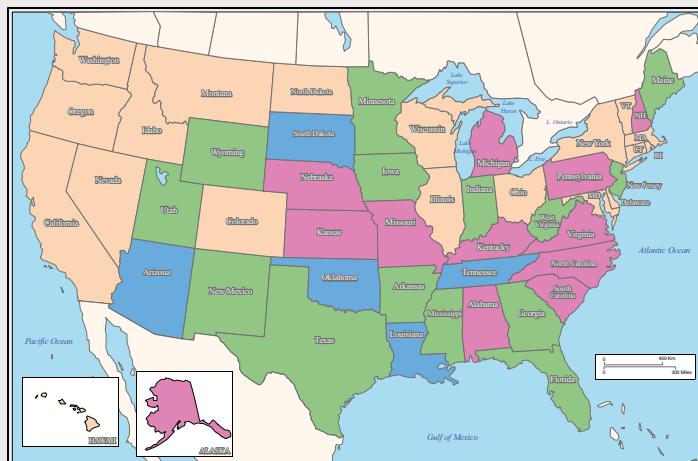 Washington
Oregon
Idaho
Montana
North Dakota
Minnesota
Wisconsin
South Dakota
Wyoming
Nevada
California
Utah
Colorado
Nebraska
Iowa
Kansas
Missouri
Illinois
Indiana
Ohio
Michigan
Lake
Superior
Lake
Huron
Lake
Michigan
L. Ontario
L. Erie
Maine
VT
NH
New York
MA
CT
RI
Pennsylvania
New Jersey
MD
Delaware
West
Virginia
Virginia
Kentucky
North Carolina
Tennessee
South
Carolina
Arizona
New Mexico
Oklahoma
Arkansas
Texas
Louisiana
Mississippi
Alabama
Georgia
Florida
Atlantic Ocean
Pacific Ocean
Gulf of Mexico
HAWAII
ALASKA
0 400 Km
0 300 Miles